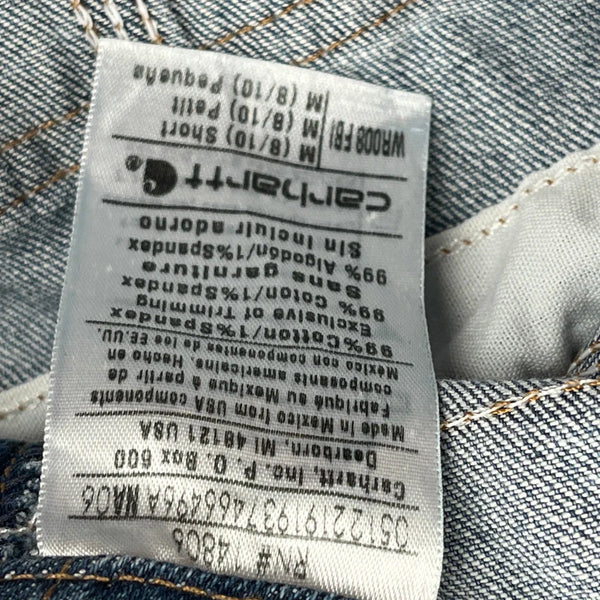 M (8/10) Short
M (8/10) Petit
M (8/10) Pequeña
WR008 FBI
carhartt®
99% Cotton/1%Spandex
Exclusive of Trimming
99% Coton/1%Spandex
Sans garniture
99% Algodón/1%Spandex
Sin incluir adorno
Made in Mexico from USA components
Fabriqué au Mexique à partir de
composants américains Hecho en
Mexico con componentes de los EE.UU.
Carhartt, Inc. P. O. Box 600
Dearborn, MI 48121 USA
RN# 14806